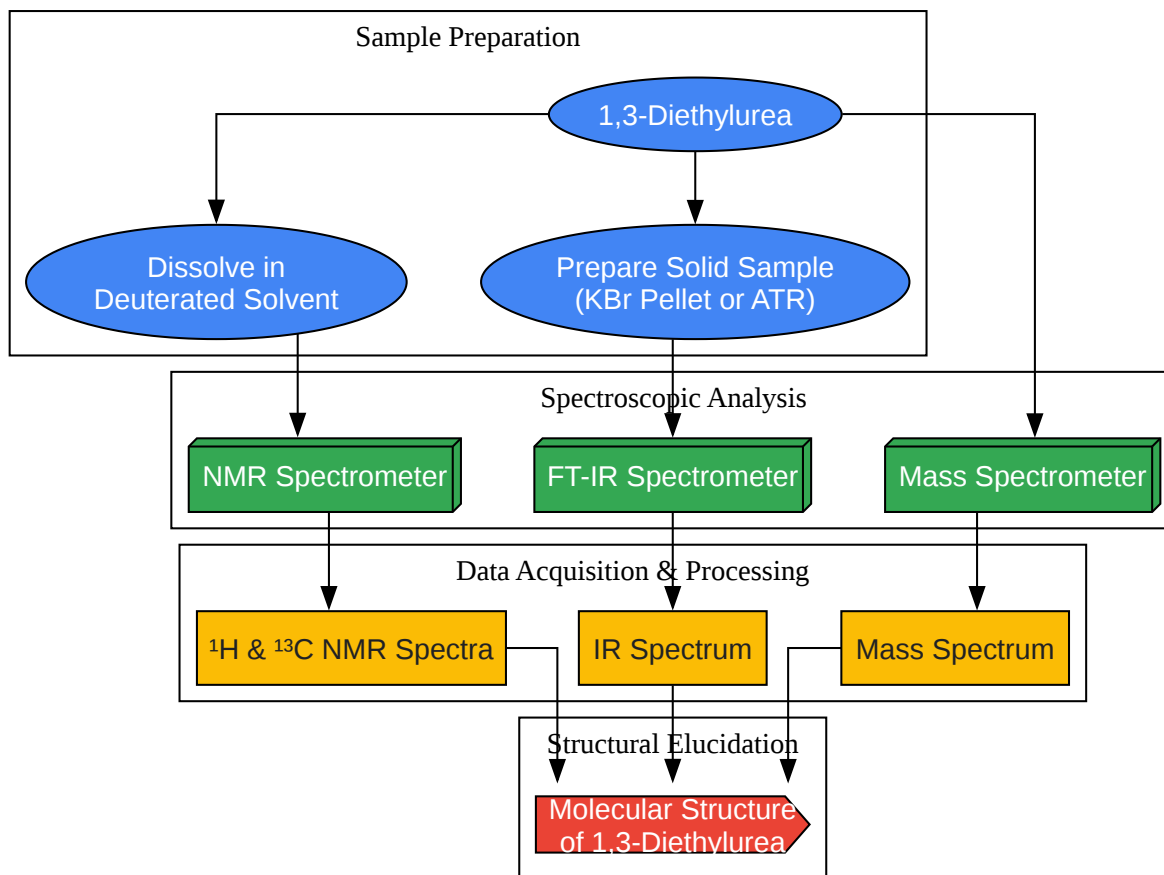 Sample Preparation
1,3-Diethylurea
Dissolve in
Deuterated Solvent
Prepare Solid Sample
(KBr Pellet or ATR)
Spectroscopic Analysis
NMR Spectrometer
FT-IR Spectrometer
Mass Spectrometer
Data Acquisition & Processing
¹H & ¹³C NMR Spectra
IR Spectrum
Mass Spectrum
Structural Elucidation
Molecular Structure
of 1,3-Diethylurea